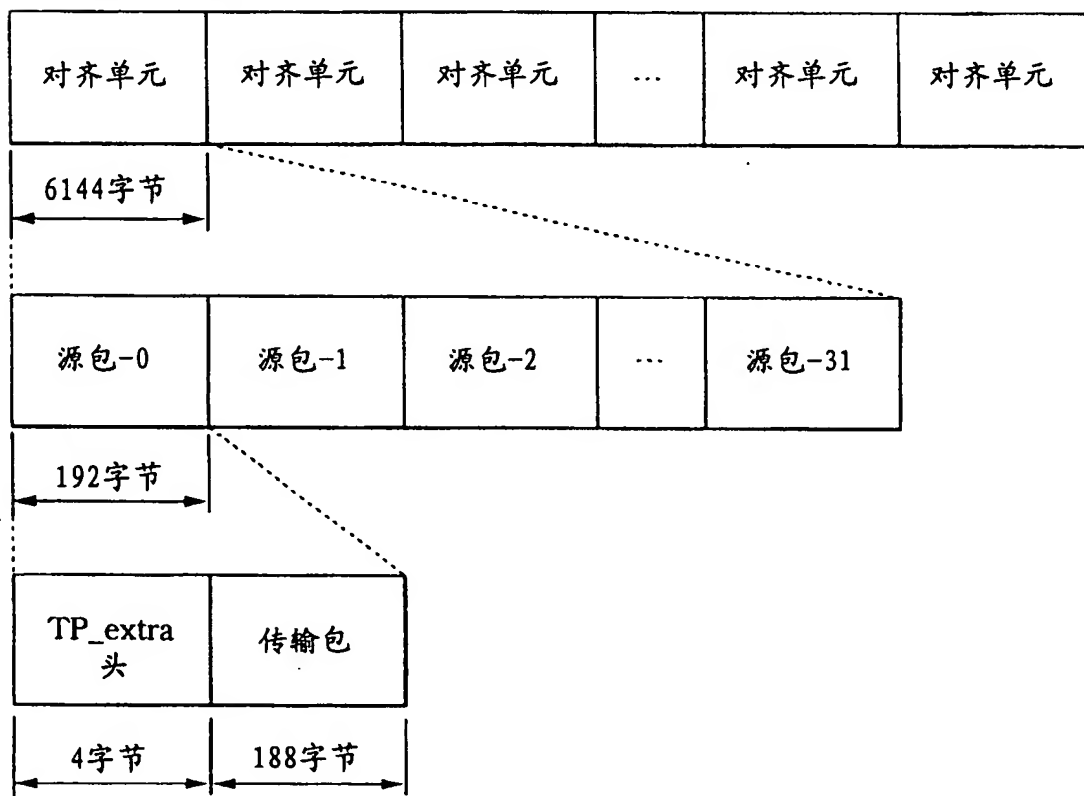 对齐单元 对齐单元 对齐单元 ... 对齐单元 对齐单元
6144字节
源包-0 源包-1 源包-2 ... 源包-31
192字节
TP_extra
头 传输包
4字节 188字节